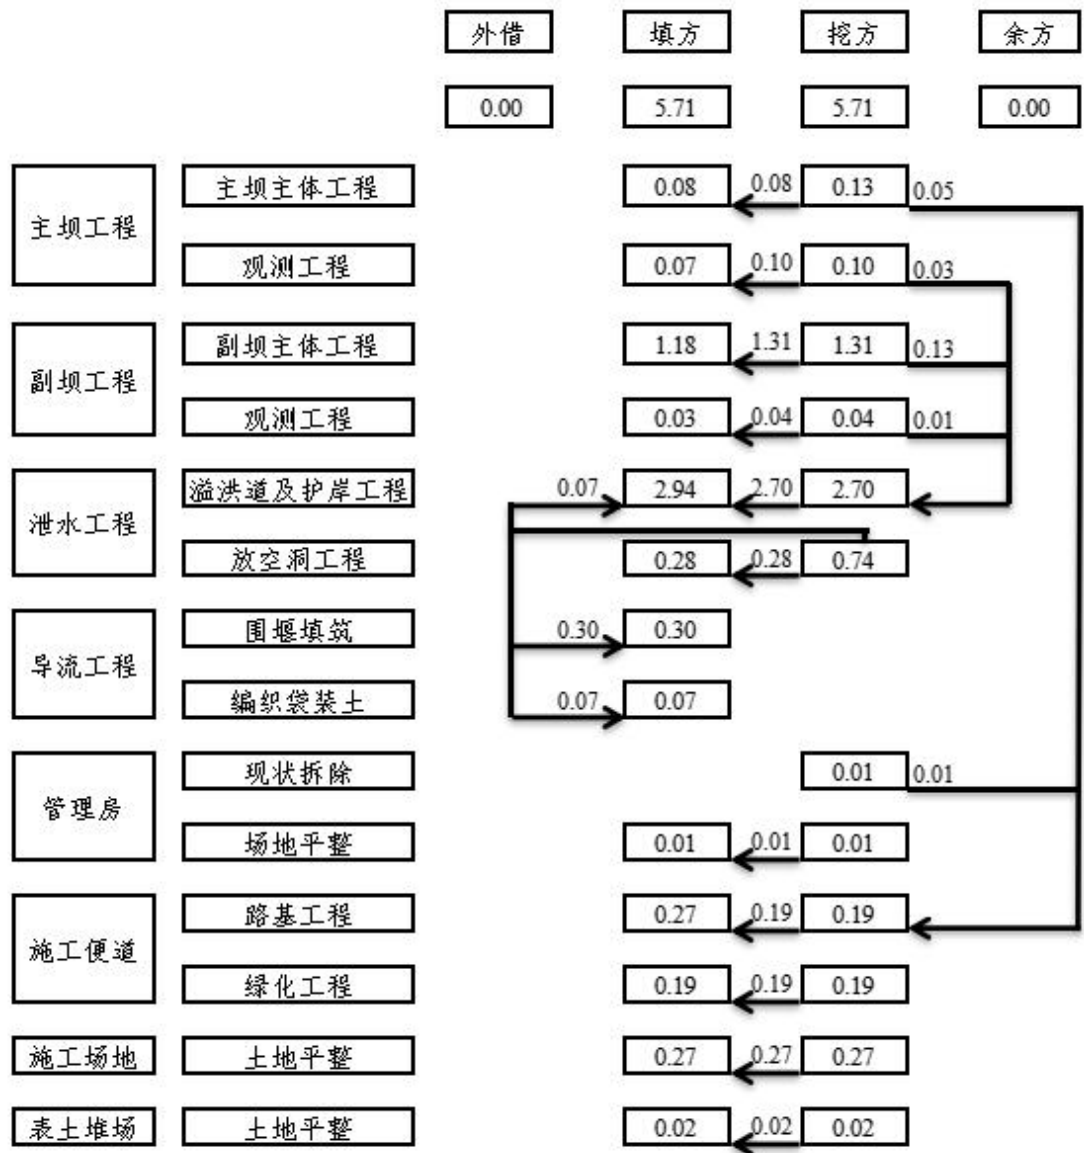 外借 填方 挖方 余方
0.00 5.71 5.71 0.00
主坝工程
主坝主体工程 0.08 0.08 0.13 0.05
观测工程 0.07 0.10 0.10 0.03
副坝工程
副坝主体工程 1.18 1.31 1.31 0.13
观测工程 0.03 0.04 0.04 0.01
泄水工程
溢洪道及护岸工程 0.07 2.94 2.70 2.70
放空洞工程 0.28 0.28 0.74
导流工程
围堰填筑 0.30 0.30
编织袋装土 0.07 0.07
管理房
现状拆除 0.01 0.01
场地平整 0.01 0.01 0.01
施工便道
路基工程 0.27 0.19 0.19
绿化工程 0.19 0.19 0.19
施工场地 土地平整 0.27 0.27 0.27
表土堆场 土地平整 0.02 0.02 0.02